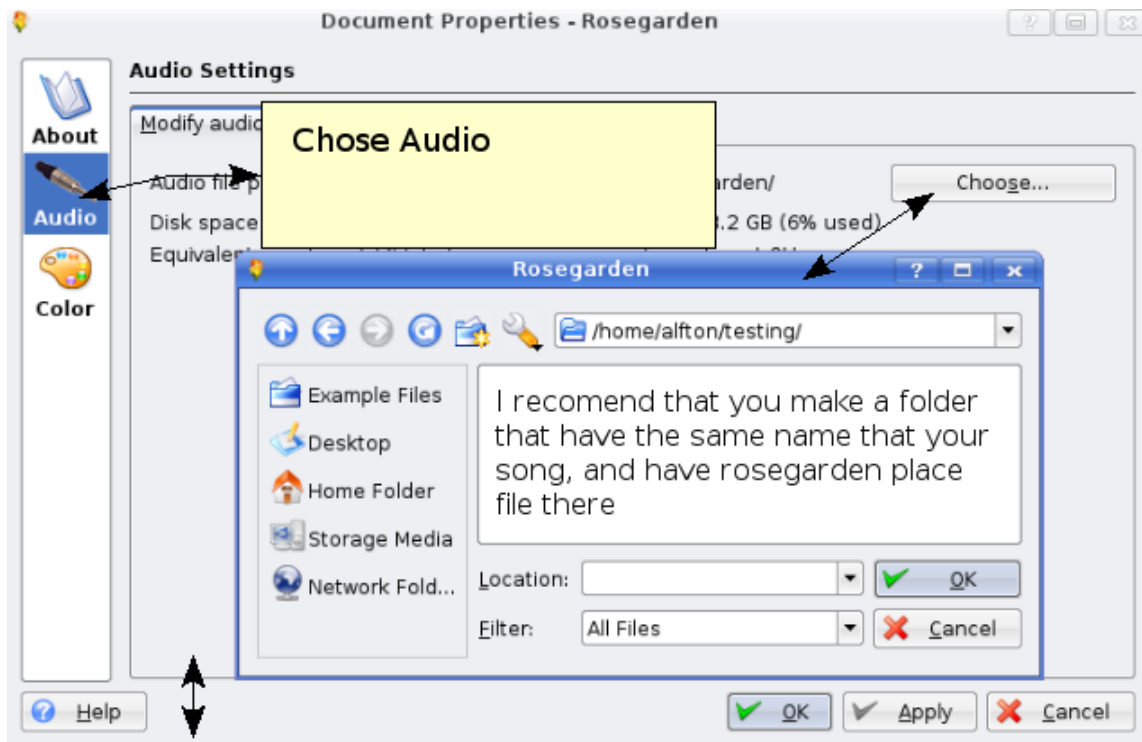 Document Properties - Rosegarden
Audio Settings
About
Audio
Color
Modify audio
Chose Audio
Audio file p
arden/
Choose...
Disk space
.2 GB (6% used)
Rosegarden
/home/alfton/testing/
Example Files
Desktop
Home Folder
Storage Media
Network Fold...
I recomend that you make a folder
that have the same name that your
song, and have rosegarden place
file there
Location:
OK
Filter:
All Files
Cancel
Help
OK
Apply
Cancel